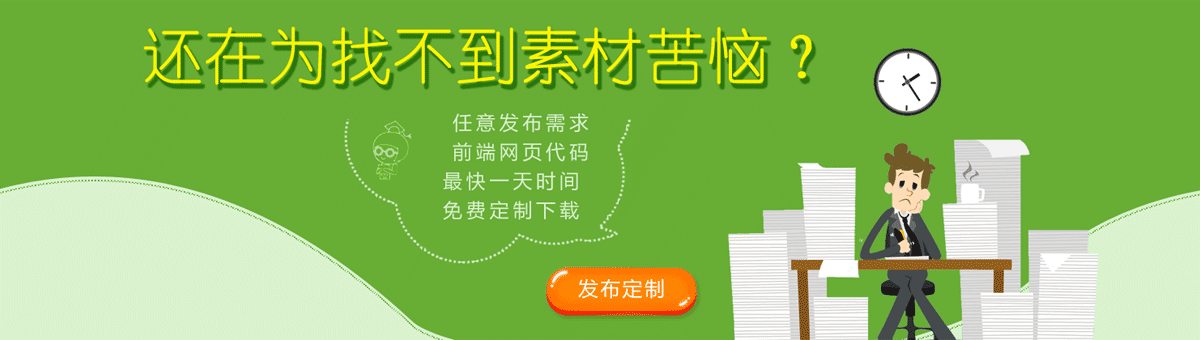 还在为找不到素材苦恼？
任意发布需求
前端网页代码
最快一天时间
免费定制下载
发布定制